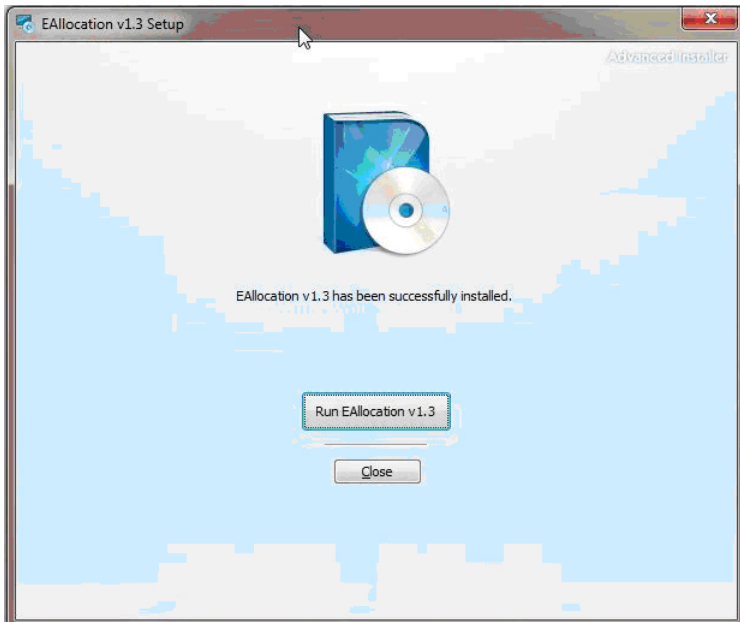 EAllocation v1.3 Setup
Advanced Installer
EAllocation v1.3 has been successfully installed.
Run EAllocation v1.3
Close